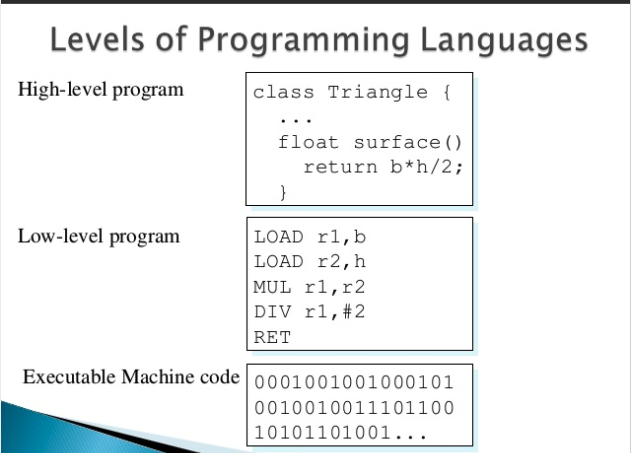 Levels of Programming Languages
High-level program
class Triangle {
...
float surface()
return b*h/2;
}
Low-level program
LOAD r1,b
LOAD r2,h
MUL r1,r2
DIV r1,#2
RET
Executable Machine code
0001001001000101
0010010011101100
10101101001...